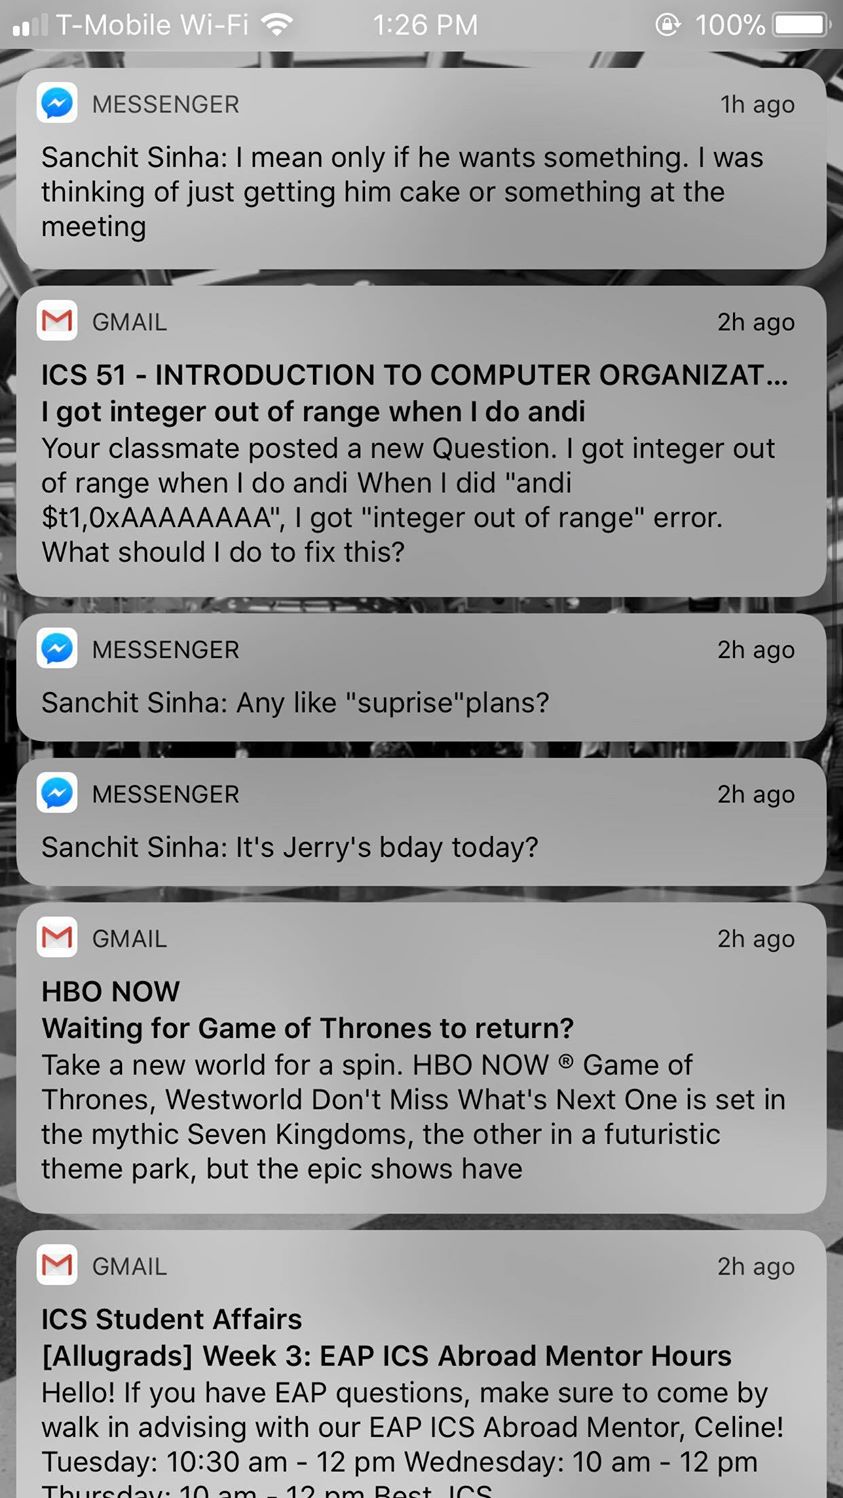 T-Mobile Wi-Fi 1:26 PM 100%
MESSENGER 1h ago
Sanchit Sinha: I mean only if he wants something. I was
thinking of just getting him cake or something at the
meeting
GMAIL 2h ago
ICS 51 - INTRODUCTION TO COMPUTER ORGANIZAT...
I got integer out of range when I do andi
Your classmate posted a new Question. I got integer out
of range when I do andi When I did "andi
$t1,0xAAAAAAAA", I got "integer out of range" error.
What should I do to fix this?
MESSENGER 2h ago
Sanchit Sinha: Any like "suprise"plans?
MESSENGER 2h ago
Sanchit Sinha: It's Jerry's bday today?
GMAIL 2h ago
HBO NOW
Waiting for Game of Thrones to return?
Take a new world for a spin. HBO NOW ® Game of
Thrones, Westworld Don't Miss What's Next One is set in
the mythic Seven Kingdoms, the other in a futuristic
theme park, but the epic shows have
GMAIL 2h ago
ICS Student Affairs
[Allugrads] Week 3: EAP ICS Abroad Mentor Hours
Hello! If you have EAP questions, make sure to come by
walk in advising with our EAP ICS Abroad Mentor, Celine!
Tuesday: 10:30 am - 12 pm Wednesday: 10 am - 12 pm
Thursday: 10 am - 12 pm Best, ICS